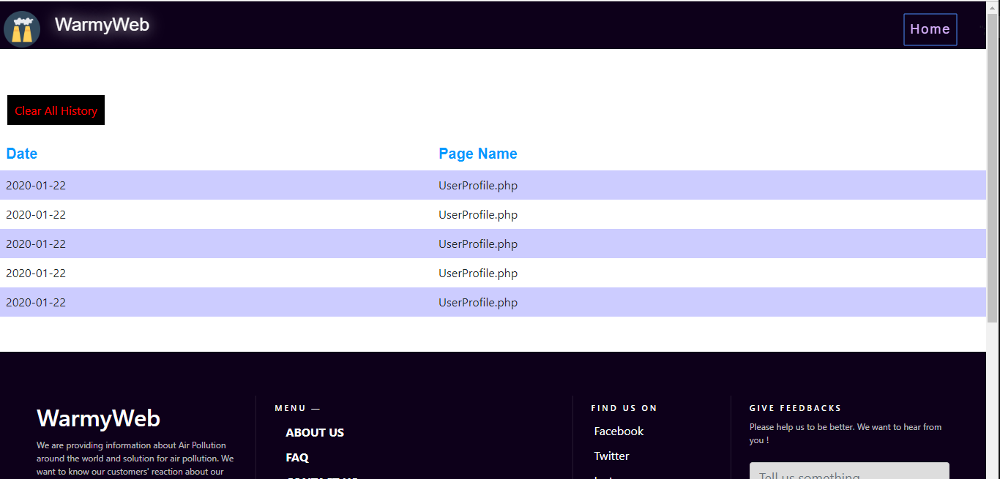 WarmyWeb
Home
Clear All History
Date Page Name
2020-01-22 UserProfile.php
2020-01-22 UserProfile.php
2020-01-22 UserProfile.php
2020-01-22 UserProfile.php
2020-01-22 UserProfile.php
WarmyWeb
We are providing information about Air Pollution
around the world and solution for air pollution. We
want to know our customers' reaction about our
MENU —
ABOUT US
FAQ
FIND US ON
Facebook
Twitter
GIVE FEEDBACKS
Please help us to be better. We want to hear from
you !
Tell us something